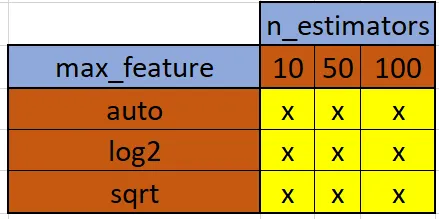 n_estimators
max_feature 10 50 100
auto x x x
log2 x x x
sqrt x x x